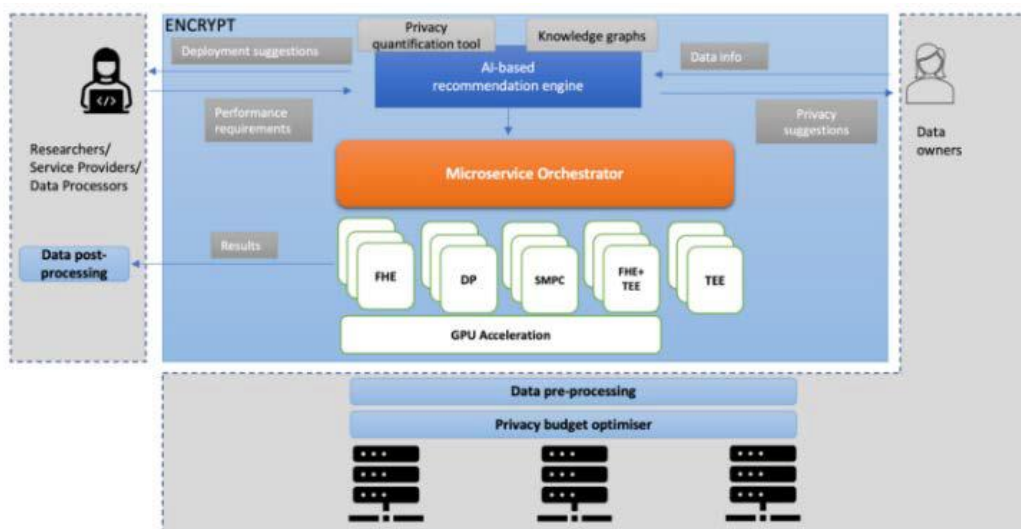 ENCRYPT
Privacy
quantification tool
Knowledge graphs
Deployment suggestions
AI-based
recommendation engine
Data info
Performance
requirements
Privacy
suggestions
Researchers/
Service Providers/
Data Processors
Data
owners
Microservice Orchestrator
Results
Data post-
processing
FHE
DP
SMPC
FHE+
TEE
TEE
GPU Acceleration
Data pre-processing
Privacy budget optimiser